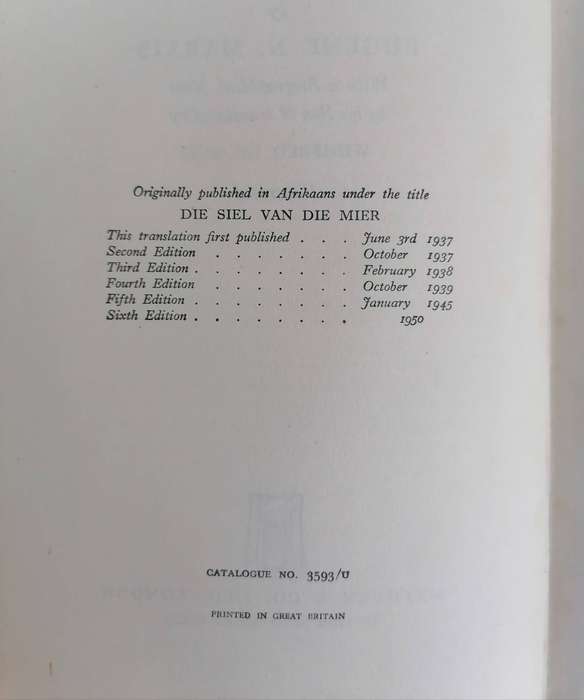 Originally published in Afrikaans under the title
DIE SIEL VAN DIE MIER
This translation first published . . . June 3rd 1937
Second Edition . . . . . . . October 1937
Third Edition . . . . . . . . February 1938
Fourth Edition . . . . . . . October 1939
Fifth Edition . . . . . . . . January 1945
Sixth Edition . . . . . . . . 1950
CATALOGUE NO. 3593/U
PRINTED IN GREAT BRITAIN